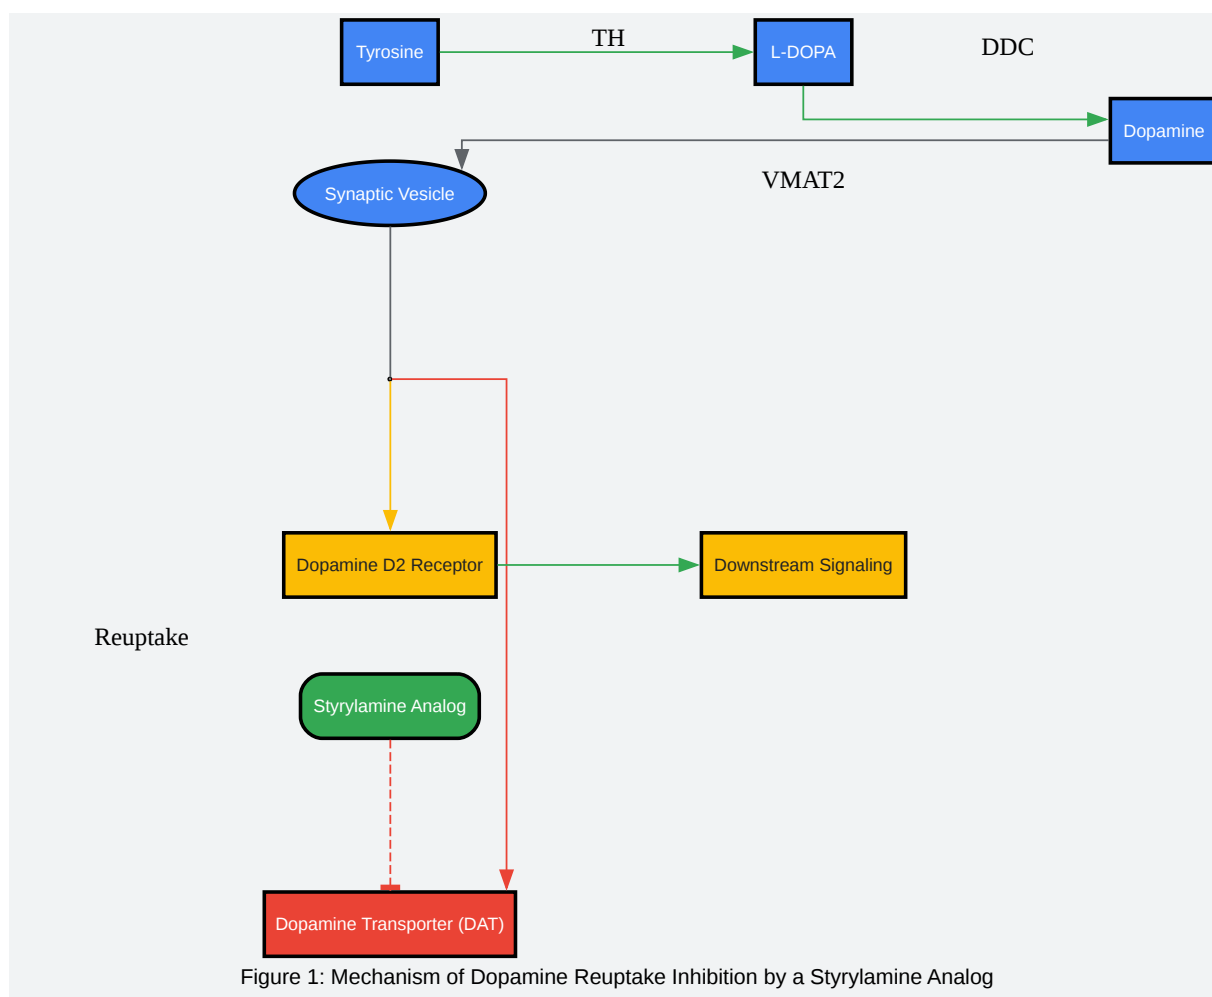 TH
Tyrosine
L-DOPA
DDC
Dopamine
VMAT2
Synaptic Vesicle
Dopamine D2 Receptor
Downstream Signaling
Reuptake
Styrylamine Analog
Dopamine Transporter (DAT)
Figure 1: Mechanism of Dopamine Reuptake Inhibition by a Styrylamine Analog